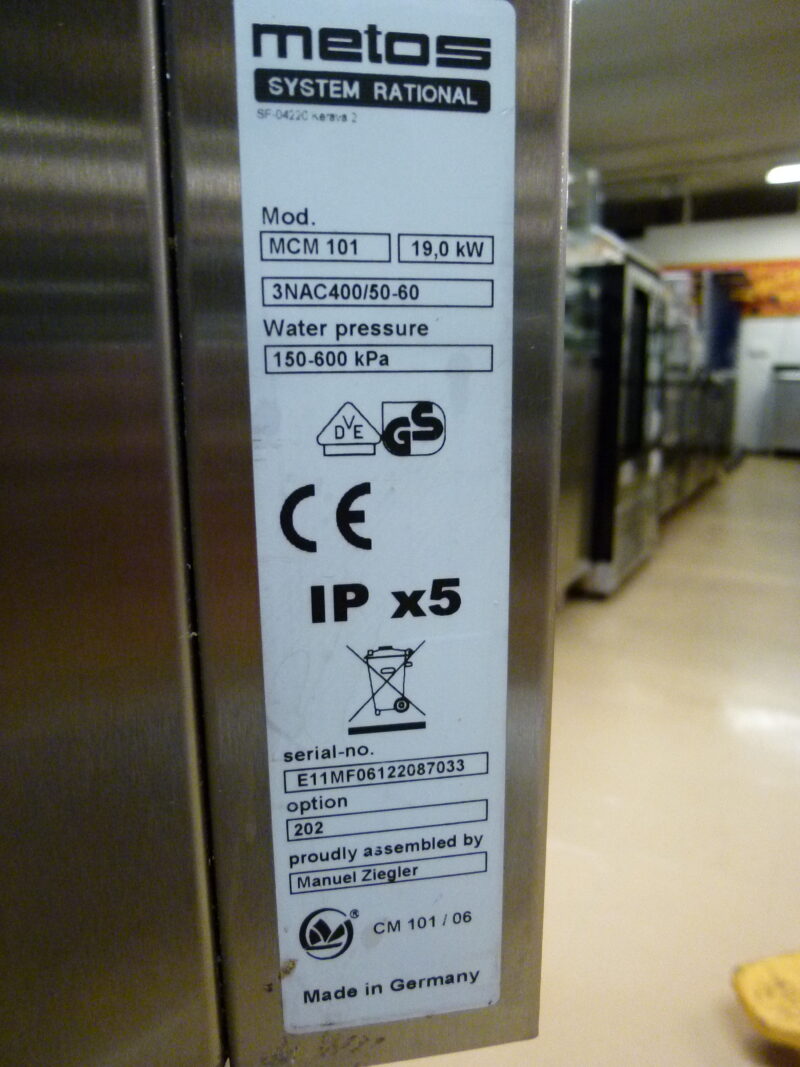 metos
SYSTEM RATIONAL
SF-04220 Kerava 2
Mod.
MCM 101 19,0 kW
3NAC400/50-60
Water pressure
150-600 kPa
DVE GS
CE
IP x5
serial-no.
E11MF06122087033
option
202
proudly assembled by
Manuel Ziegler
® CM 101 / 06
Made in Germany